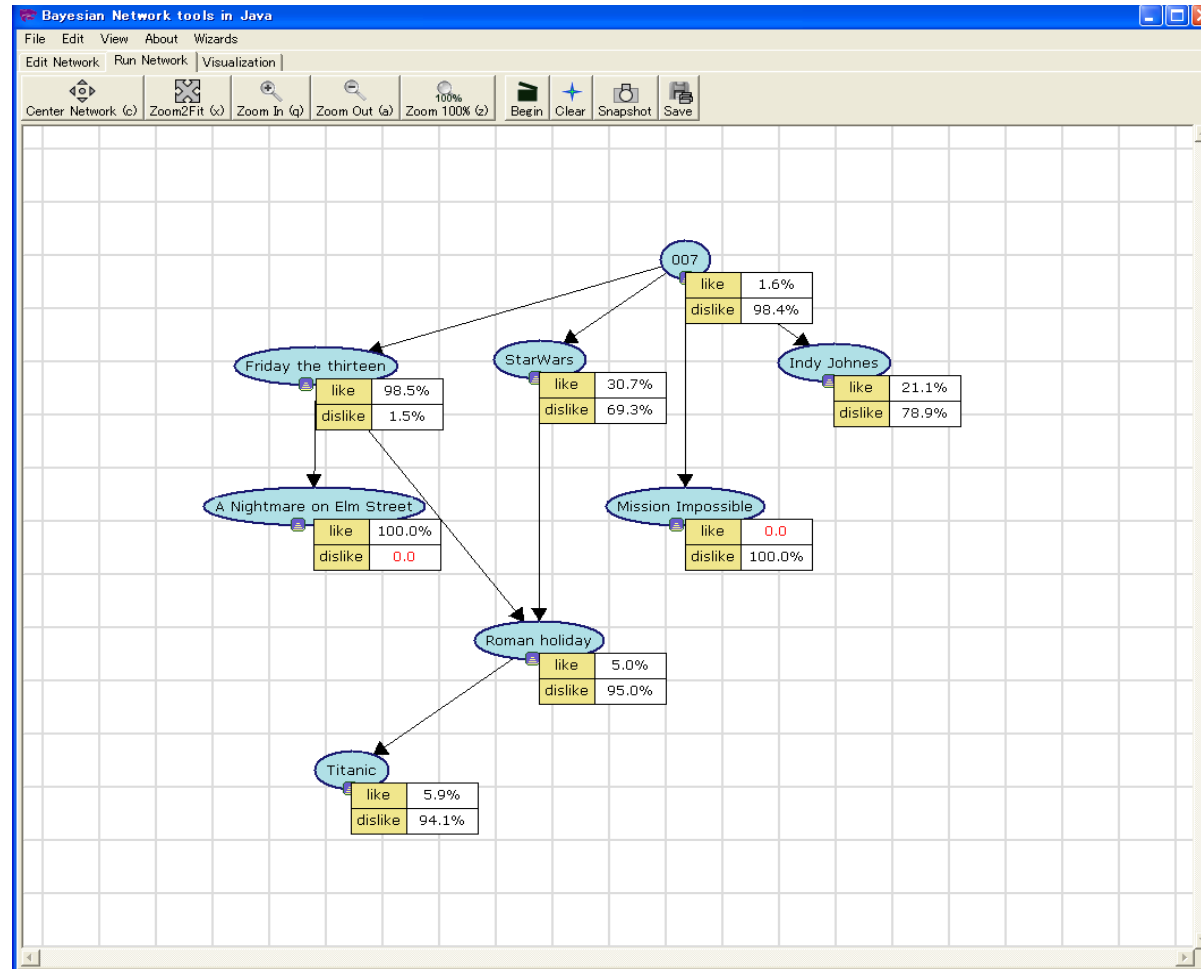 Bayesian Network tools in Java
File Edit View About Wizards
Edit Network Run Network Visualization
Center Network (c) Zoom2Fit (x) Zoom In (q) Zoom Out (a) 100% Zoom 100% (z) Begin Clear Snapshot Save
007
like 1.6%
dislike 98.4%
Friday the thirteen
like 98.5%
dislike 1.5%
StarWars
like 30.7%
dislike 69.3%
Indy Johnes
like 21.1%
dislike 78.9%
A Nightmare on Elm Street
like 100.0%
dislike 0.0
Mission Impossible
like 0.0
dislike 100.0%
Roman holiday
like 5.0%
dislike 95.0%
Titanic
like 5.9%
dislike 94.1%